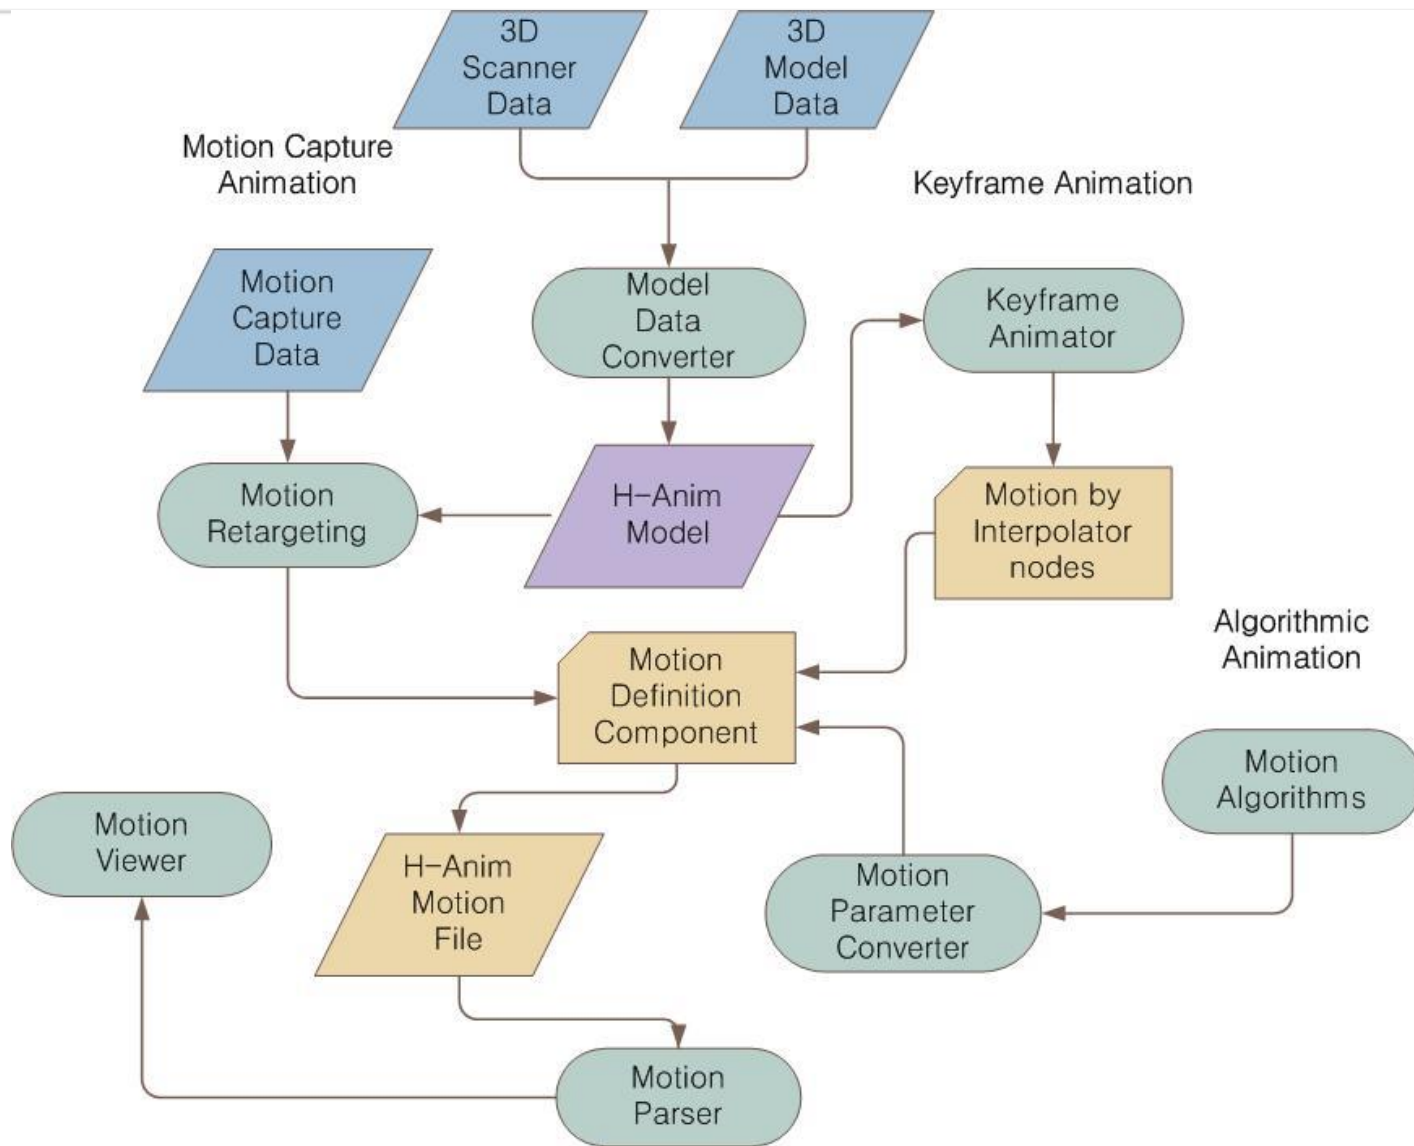 3D
Scanner
Data
3D
Model
Data
Motion Capture
Animation
Keyframe Animation
Motion
Capture
Data
Model
Data
Converter
Keyframe
Animator
Motion
Retargeting
H-Anim
Model
Motion by
Interpolator
nodes
Algorithmic
Animation
Motion
Definition
Component
Motion
Algorithms
Motion
Viewer
H-Anim
Motion
File
Motion
Parameter
Converter
Motion
Parser